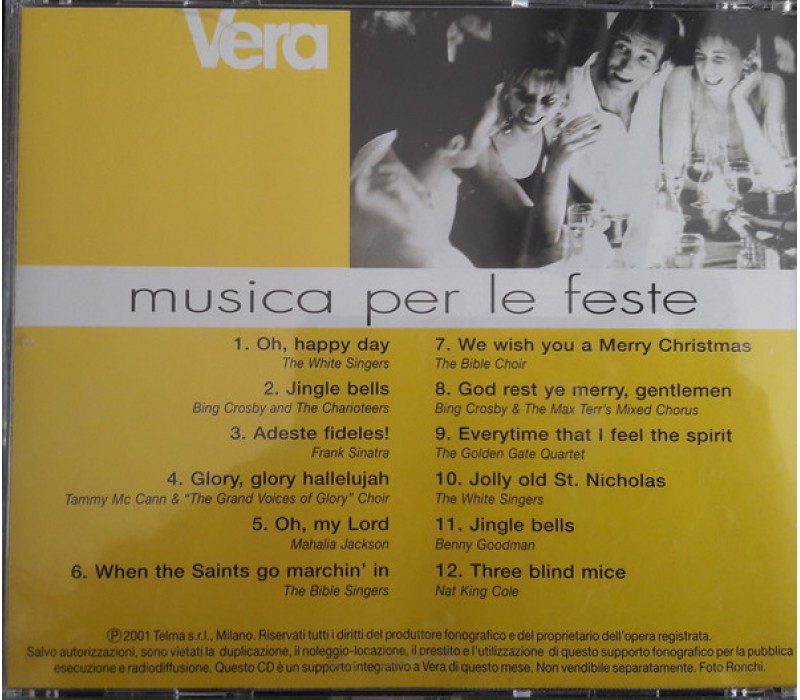 Vera
musica per le feste
1. Oh, happy day
The White Singers
2. Jingle bells
Bing Crosby and The Charioteers
3. Adeste fideles!
Frank Sinatra
4. Glory, glory hallelujah
Tammy Mc Cann & "The Grand Voices of Glory" Choir
5. Oh, my Lord
Mahalia Jackson
6. When the Saints go marchin' in
The Bible Singers
7. We wish you a Merry Christmas
The Bible Choir
8. God rest ye merry, gentlemen
Bing Crosby & The Max Terr's Mixed Chorus
9. Everytime that I feel the spirit
The Golden Gate Quartet
10. Jolly old St. Nicholas
The White Singers
11. Jingle bells
Benny Goodman
12. Three blind mice
Nat King Cole
℗ 2001 Telma s.r.l., Milano. Riservati tutti i diritti del produttore fonografico e del proprietario dell'opera registrata.
Salvo autorizzazioni, sono vietati la duplicazione, il noleggio-locazione, il prestito e l'utilizzazione di questo supporto fonografico per la pubblica
esecuzione e radiodiffusione. Questo CD è un supporto integrativo a Vera di questo mese. Non vendibile separatamente. Foto Ronchi.